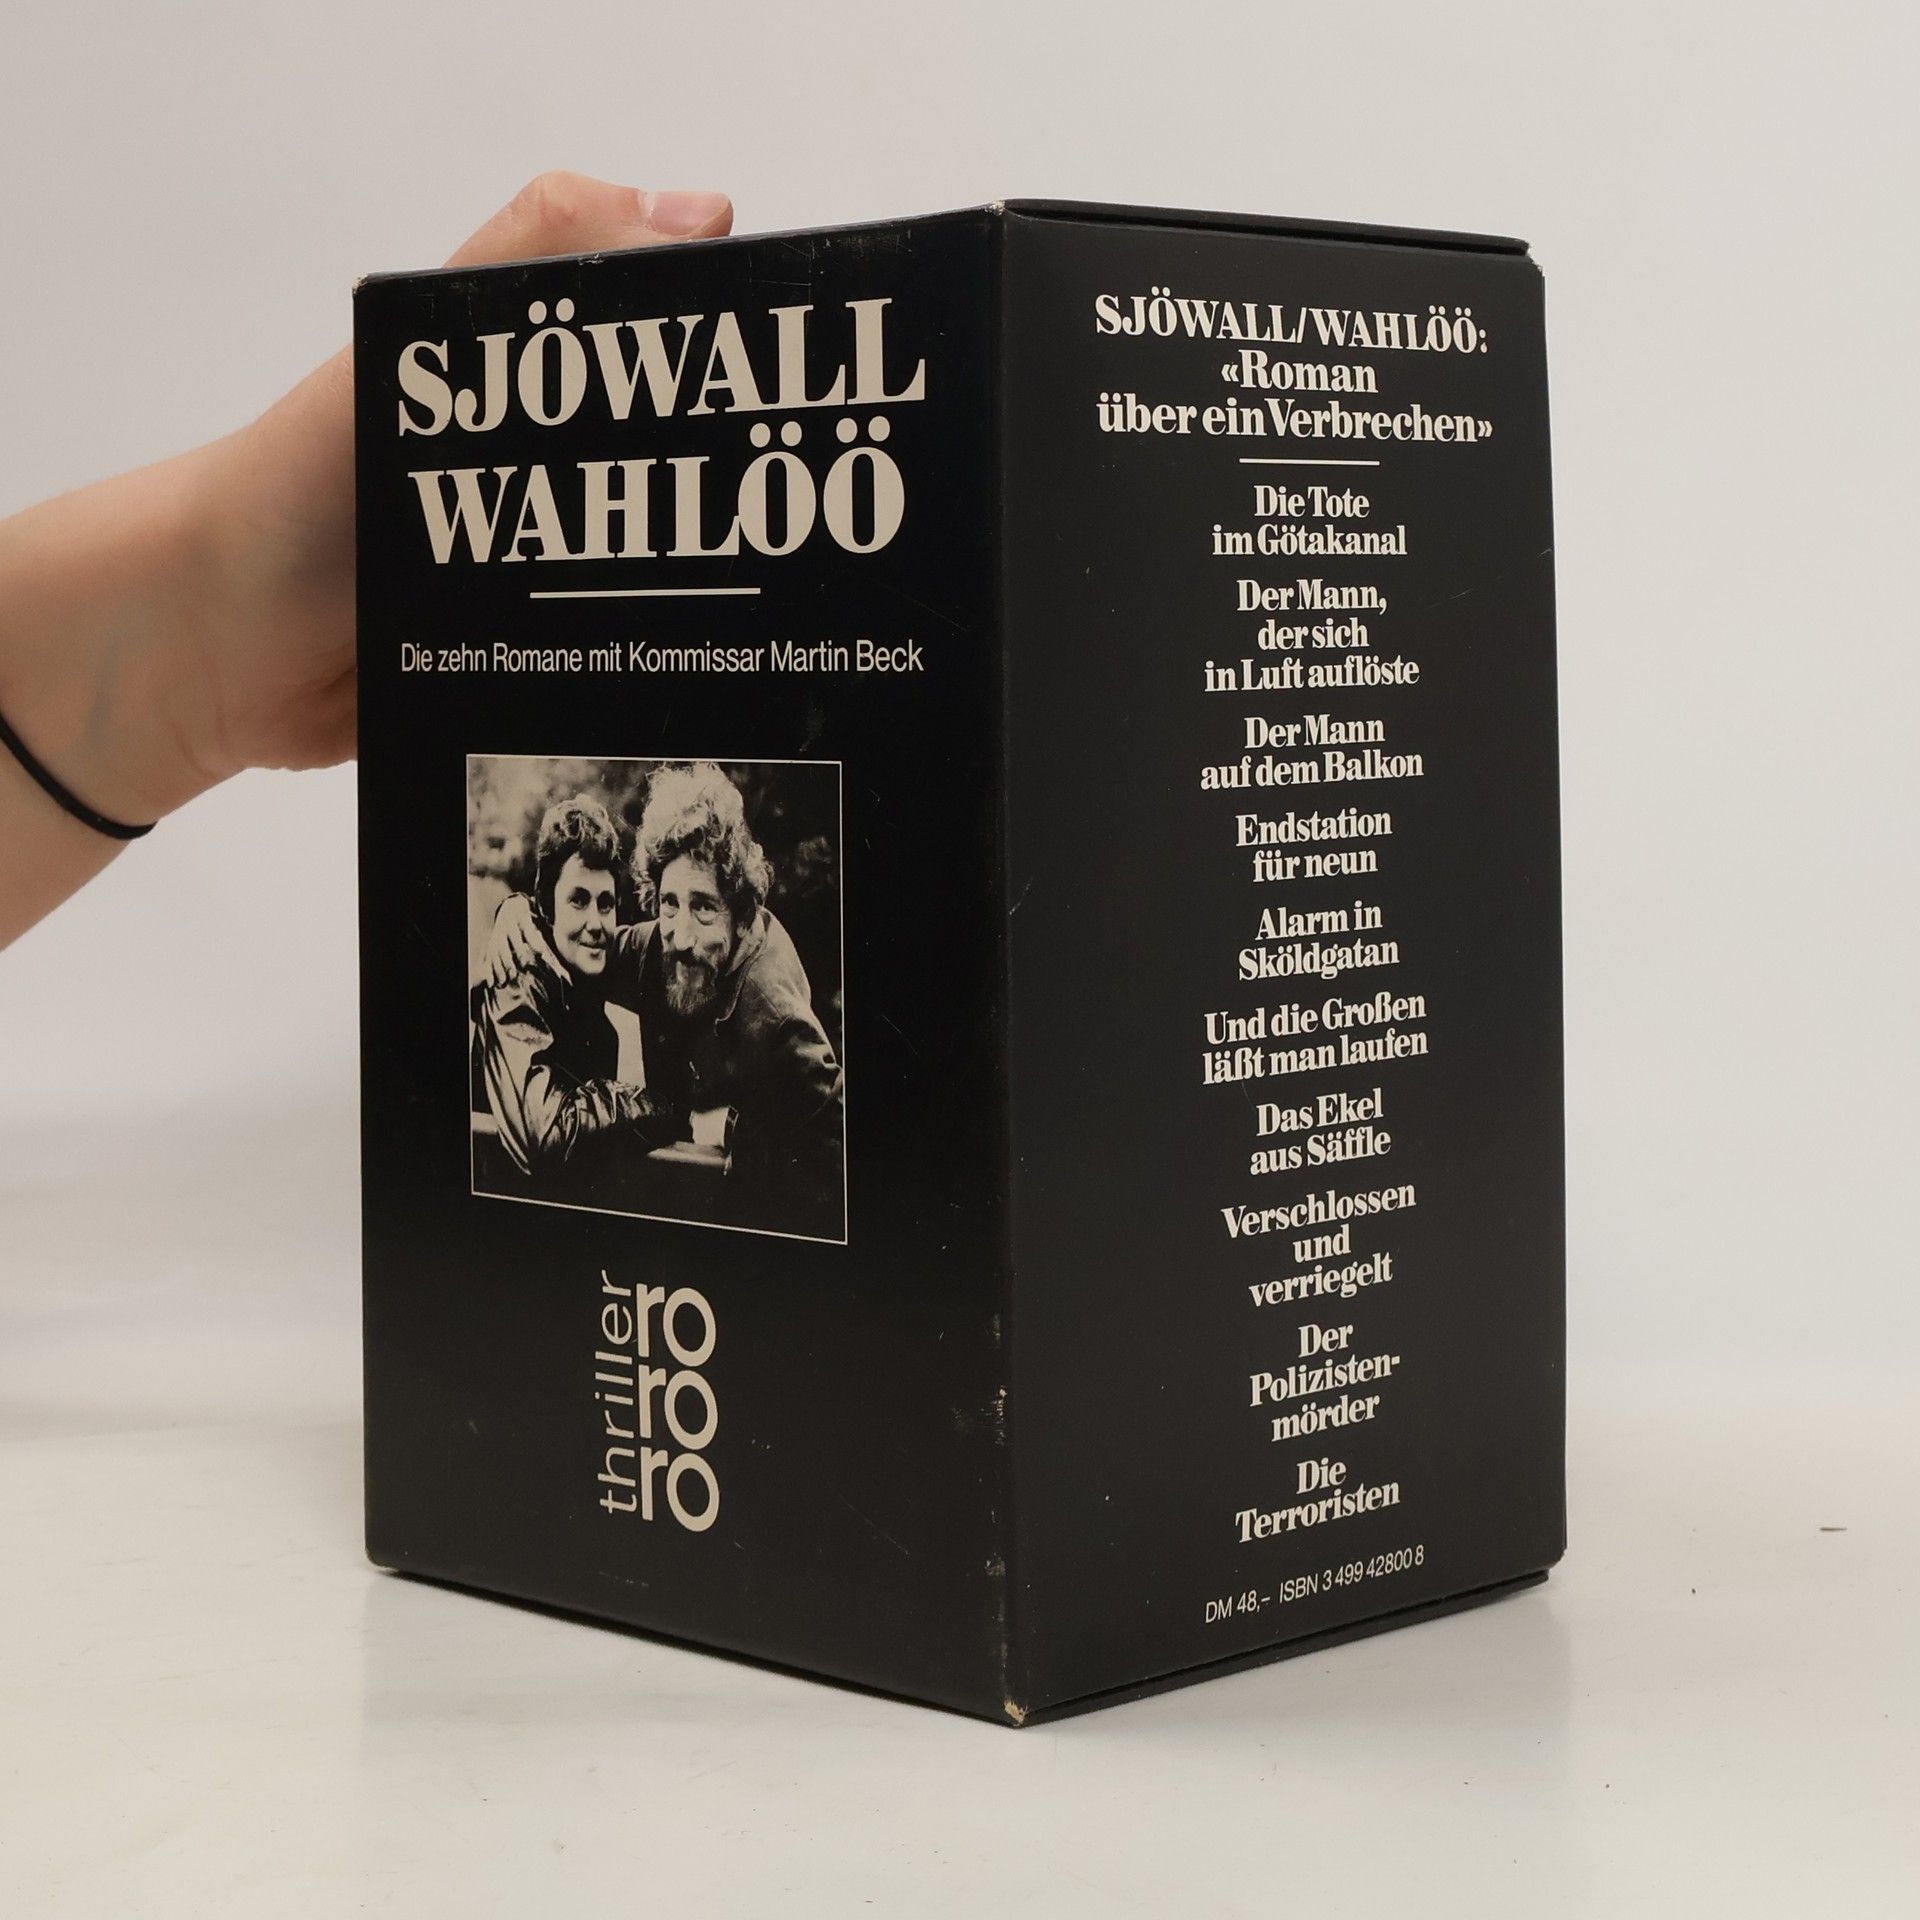 SJÖWALL
WAHLÖÖ
Die zehn Romane mit Kommissar Martin Beck
thriller
ro
ro
ro
SJÖWALL/WAHLÖÖ:
«Roman
über ein Verbrechen»
Die Tote
im Götakanal
Der Mann,
der sich
in Luft auflöste
Der Mann
auf dem Balkon
Endstation
für neun
Alarm in
Sköldgatan
Und die Großen
läßt man laufen
Das Ekel
aus Säffle
Verschlossen
und
verriegelt
Der
Polizisten-
mörder
Die
Terroristen
DM 48,- ISBN 3 499 42800 8